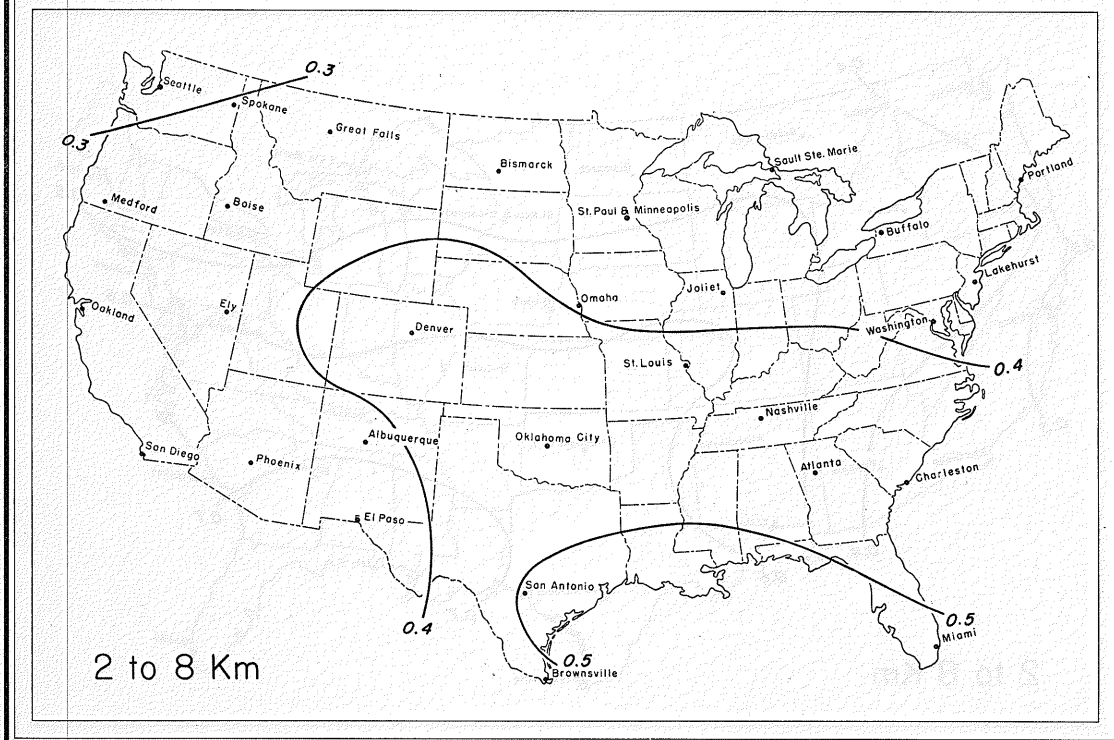 0.3
Seattle
Spokane
0.3
Great Falls
Bismarck
Sault Ste. Marie
Portland
Medford
Boise
St. Paul & Minneapolis
Buffalo
Lakehurst
Oakland
Ely
Omaha
Joliet
Denver
Washington
St. Louis
0.4
Nashville
Albuquerque
Oklahoma City
San Diego
Phoenix
Atlanta
Charleston
El Paso
San Antonio
0.4
0.5
Miami
0.5
2 to 8 Km
Brownsville